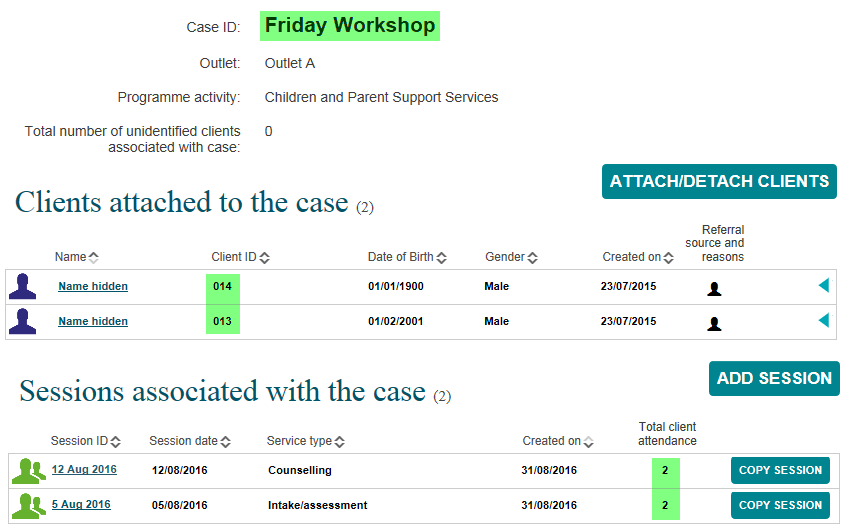 Case ID: Friday Workshop
Outlet: Outlet A
Programme activity: Children and Parent Support Services
Total number of unidentified clients 0
associated with case:
ATTACH/DETACH CLIENTS
Clients attached to the case (2)
Referral
source and
Name Client ID Date of Birth Gender Created on reasons
Name hidden 014 01/01/1900 Male 23/07/2015
Name hidden 013 01/02/2001 Male 23/07/2015
ADD SESSION
Sessions associated with the case (2)
Total client
Session ID Session date Service type Created on attendance
12 Aug 2016 12/08/2016 Counselling 31/08/2016 2 COPY SESSION
5 Aug 2016 05/08/2016 Intake/assessment 31/08/2016 2 COPY SESSION